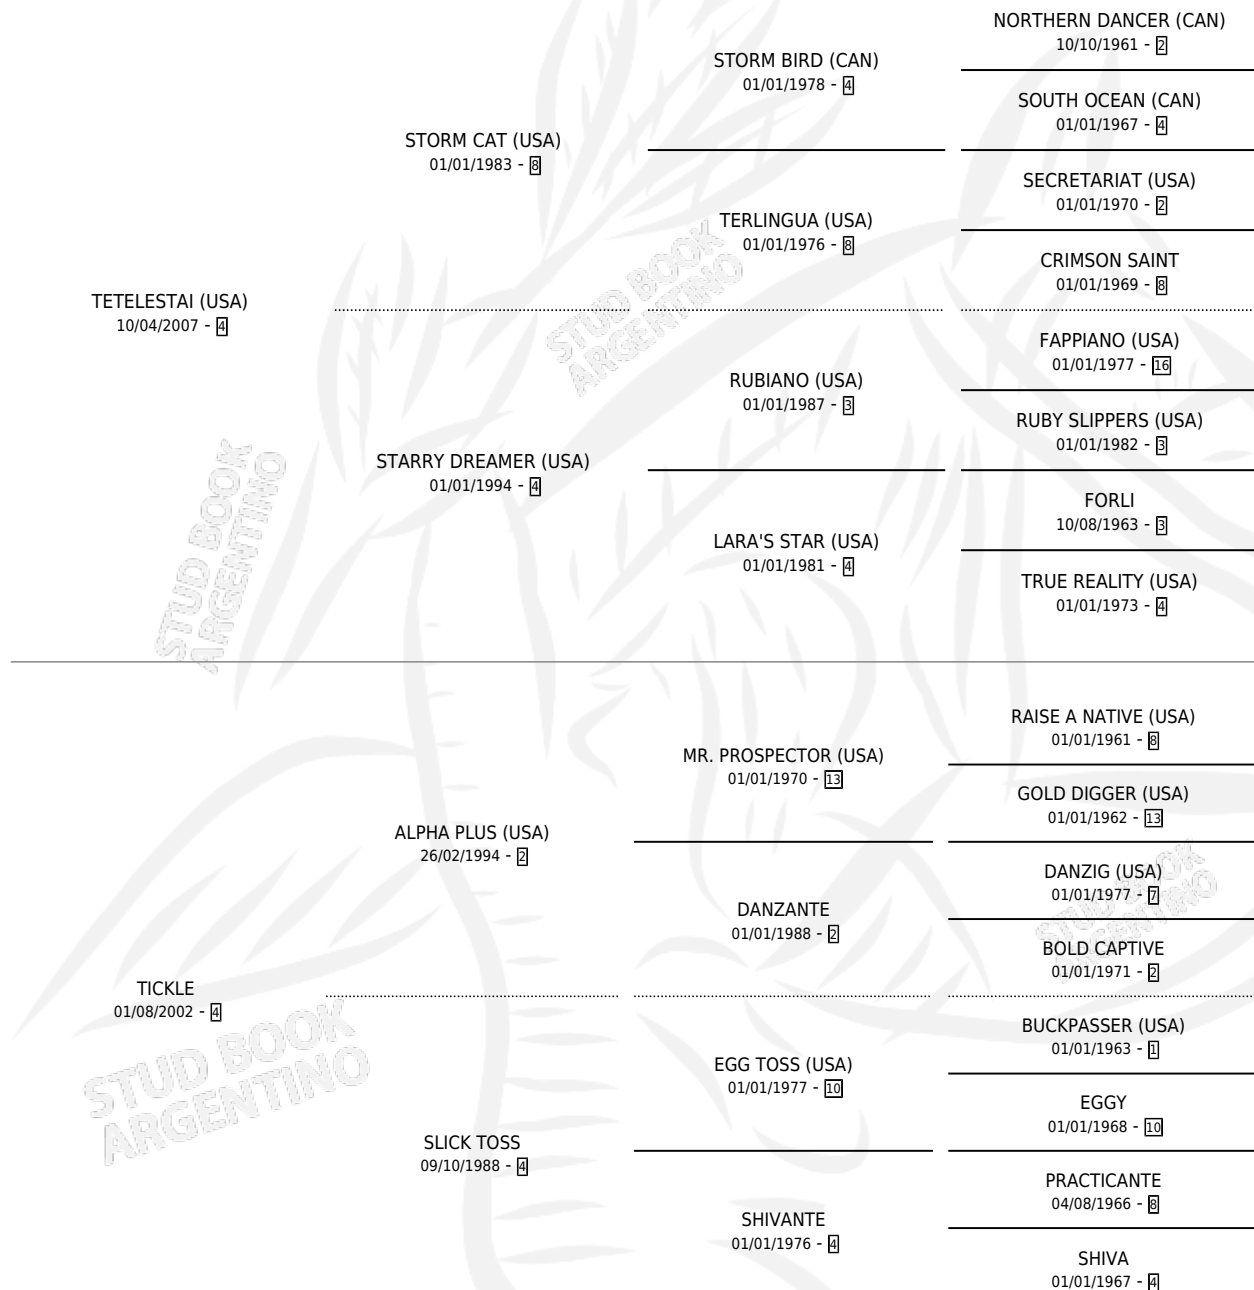 NORTHERN DANCER (CAN)
10/10/1961 - 2
STORM BIRD (CAN)
01/01/1978 - 4
SOUTH OCEAN (CAN)
01/01/1967 - 4
STORM CAT (USA)
01/01/1983 - 8
SECRETARIAT (USA)
01/01/1970 - 2
TERLINGUA (USA)
01/01/1976 - 8
CRIMSON SAINT
01/01/1969 - 8
TETELESTAI (USA)
10/04/2007 - 4
STUD BOOK
ARGENTINO
FAPPIANO (USA)
01/01/1977 - 16
RUBIANO (USA)
01/01/1987 - 3
RUBY SLIPPERS (USA)
01/01/1982 - 3
STARRY DREAMER (USA)
01/01/1994 - 4
FORLI
10/08/1963 - 3
LARA'S STAR (USA)
01/01/1981 - 4
TRUE REALITY (USA)
01/01/1973 - 4
STUD BOOK
ARGENTINO
RAISE A NATIVE (USA)
01/01/1961 - 8
MR. PROSPECTOR (USA)
01/01/1970 - 13
GOLD DIGGER (USA)
01/01/1962 - 13
ALPHA PLUS (USA)
26/02/1994 - 2
DANZIG (USA)
01/01/1977 - 7
STUD BOOK
ARGENTINO
DANZANTE
01/01/1988 - 2
BOLD CAPTIVE
01/01/1971 - 2
TICKLE
01/08/2002 - 4
STUD BOOK
ARGENTINO
BUCKPASSER (USA)
01/01/1963 - 1
EGG TOSS (USA)
01/01/1977 - 10
EGGY
01/01/1968 - 10
SLICK TOSS
09/10/1988 - 4
PRACTICANTE
04/08/1966 - 8
SHIVANTE
01/01/1976 - 4
SHIVA
01/01/1967 - 4